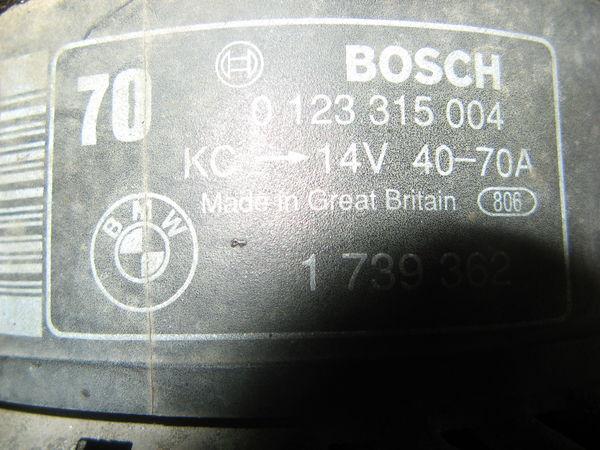 70 BOSCH
0 123 315 004
KC → 14V 40-70A
Made in Great Britain 806
BMW
1 739 362